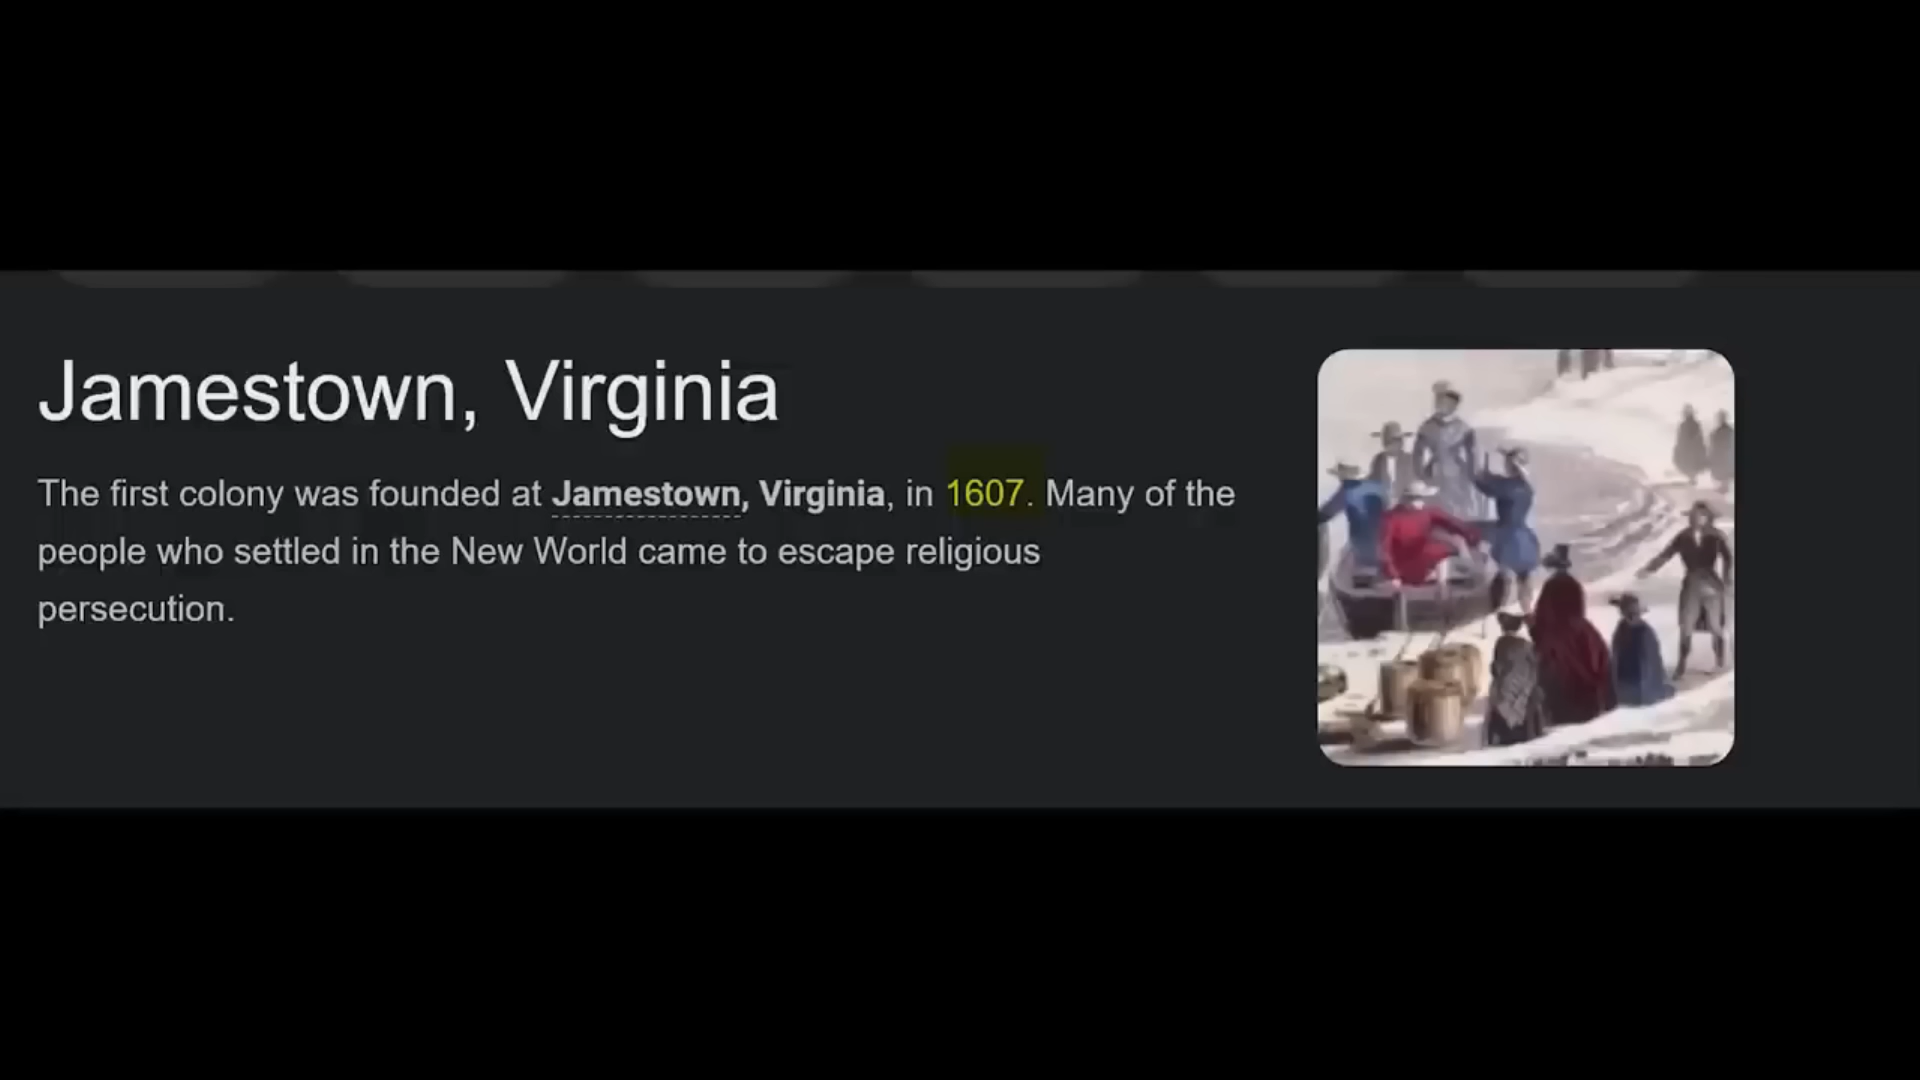 Jamestown, Virginia
The first colony was founded at Jamestown, Virginia, in 1607. Many of the
people who settled in the New World came to escape religious
persecution.